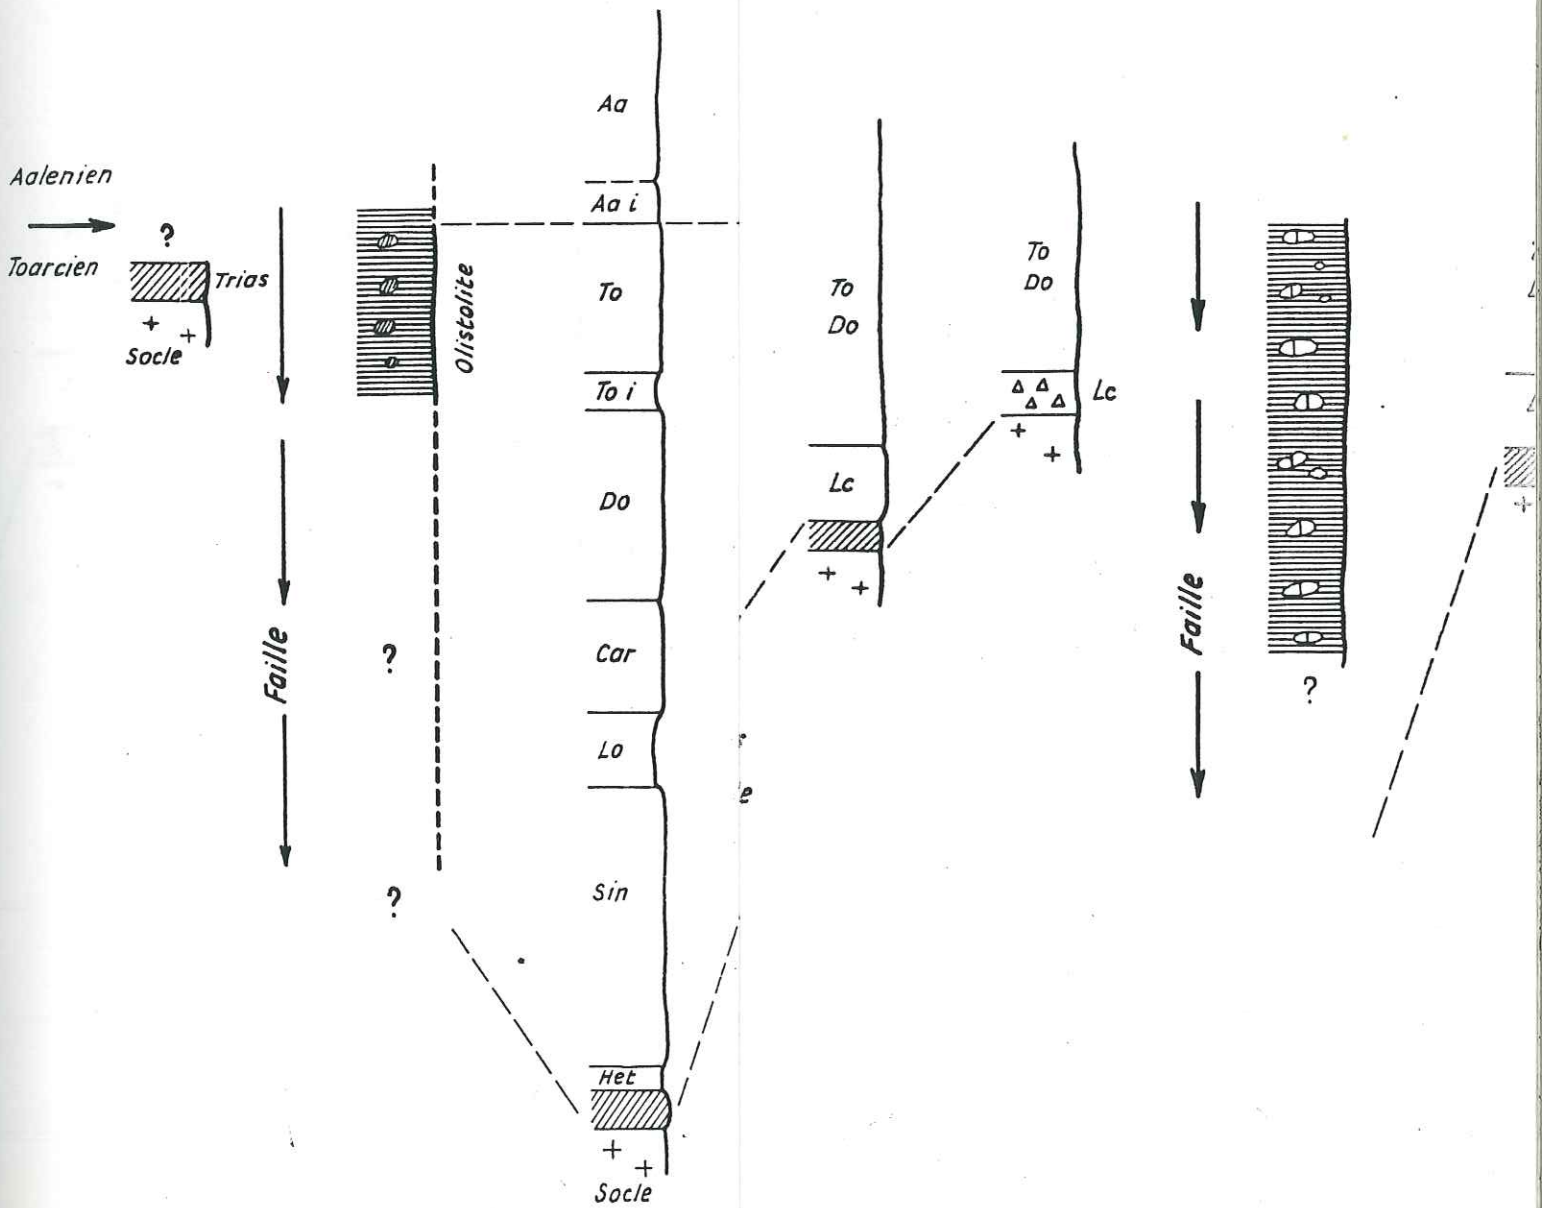 Aalenien
?
Toarcien
Trias
+ +
Socle
Faille
Olistolite
?
?
Aa
Aa i
To
To i
Do
Car
Lo
Sin
Het
+
+
Socle
e
To
Do
Lc
+ +
To
Do
Lc
+
+
Faille
?
+